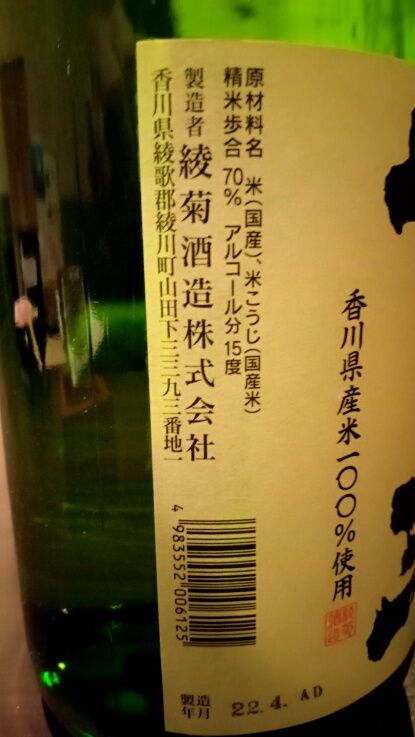 香川県産米一〇〇%使用
原材料名 米(国産)、米こうじ(国産米)
精米歩合 70% アルコール分 15度
製造者 綾菊酒造株式会社
香川県綾歌郡綾川町山田下三三九三番地一
4 983552 006125
製造年月 22.4. AD